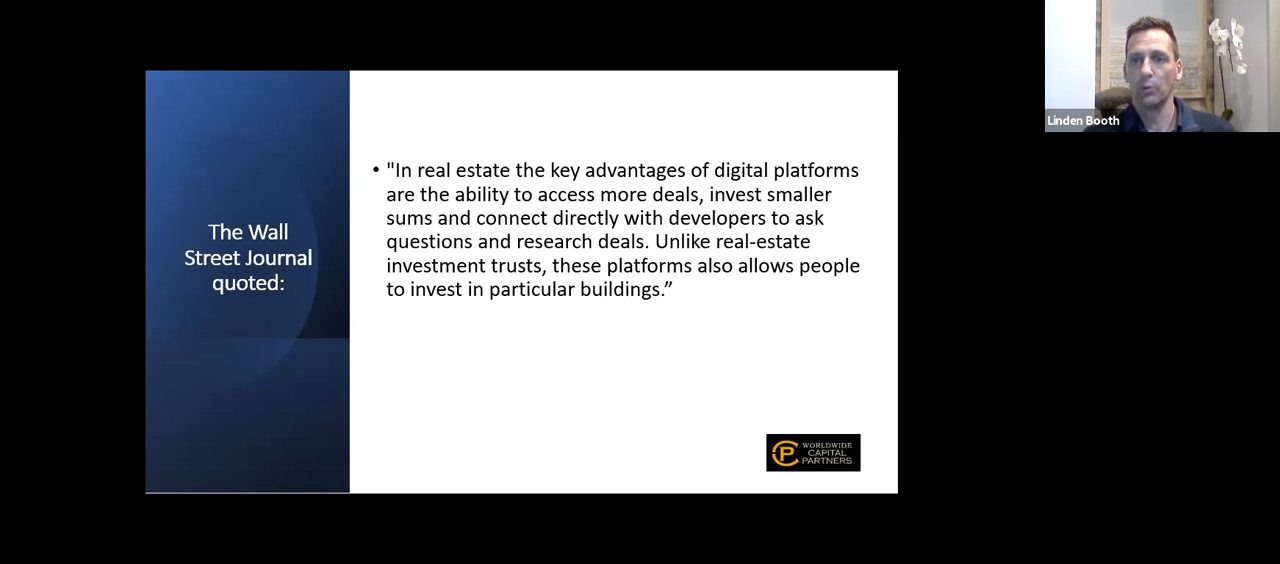 Linden Booth
The Wall
Street Journal
quoted:
• "In real estate the key advantages of digital platforms
are the ability to access more deals, invest smaller
sums and connect directly with developers to ask
questions and research deals. Unlike real-estate
investment trusts, these platforms also allows people
to invest in particular buildings.”
CP
WORLDWIDE
CAPITAL
PARTNERS